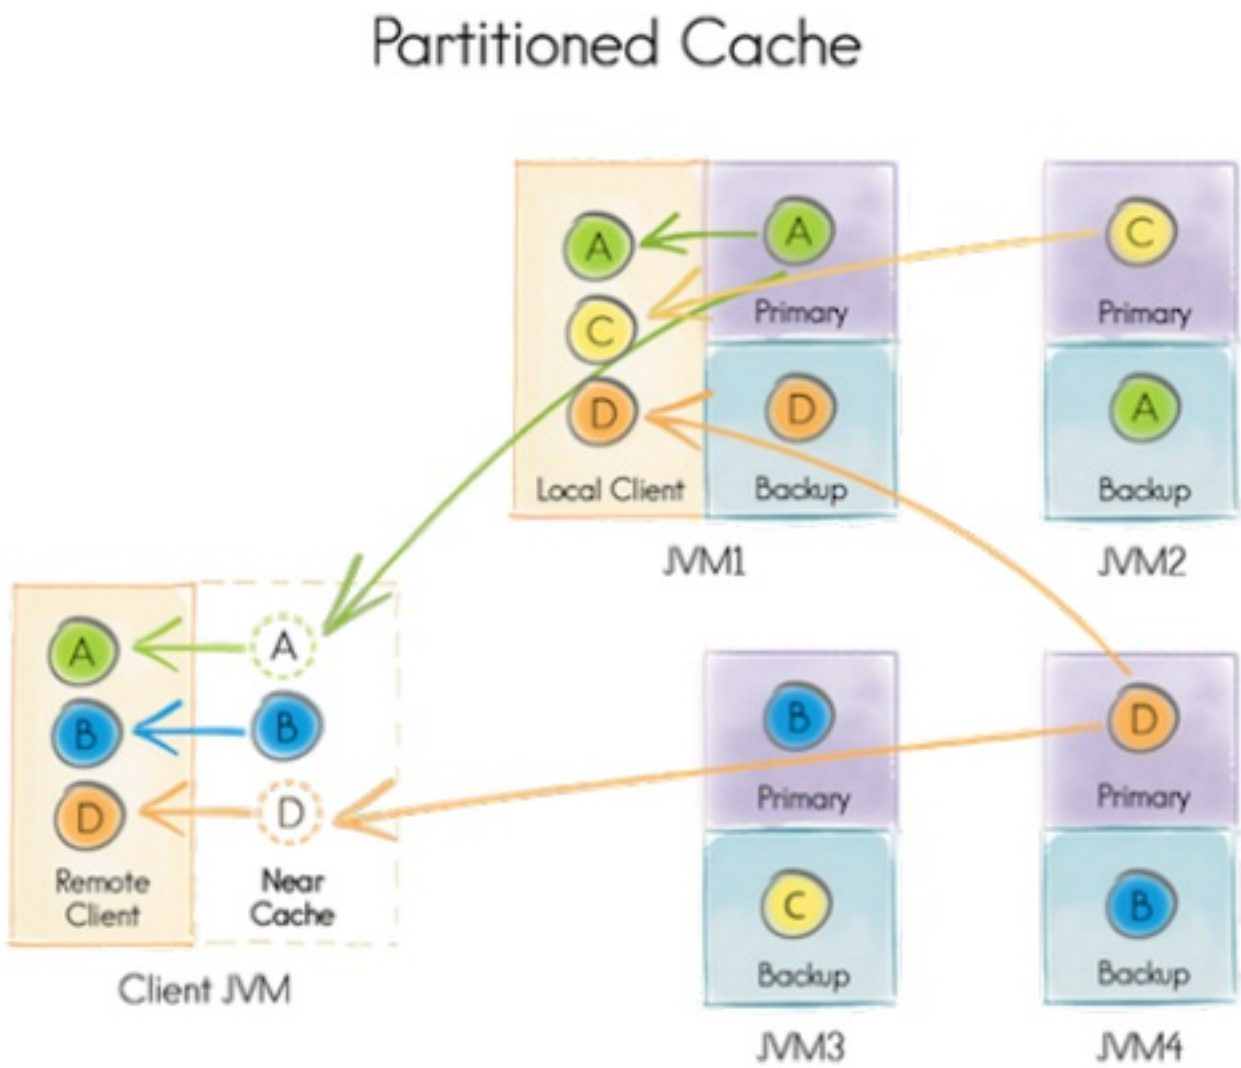 Partitioned Cache
A
A
C
Primary
D
D
Local Client
Backup
JVM1
C
Primary
A
Backup
JVM2
A
A
B
B
D
D
Remote
Client
Near
Cache
Client JVM
B
Primary
C
Backup
JVM3
D
Primary
B
Backup
JVM4